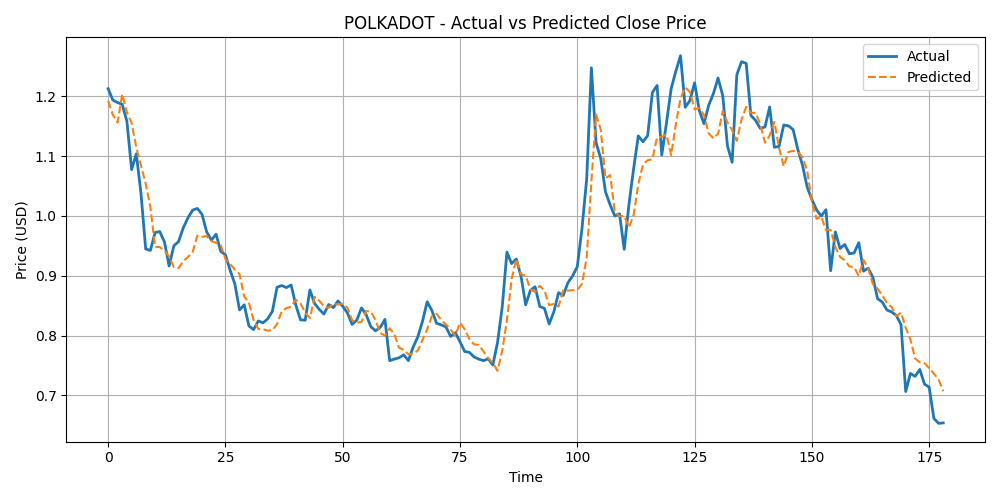 POLKADOT - Actual vs Predicted Close Price
Actual
Predicted
Price (USD)
1.2
1.1
1.0
0.9
0.8
0.7
0 25 50 75 100 125 150 175
Time